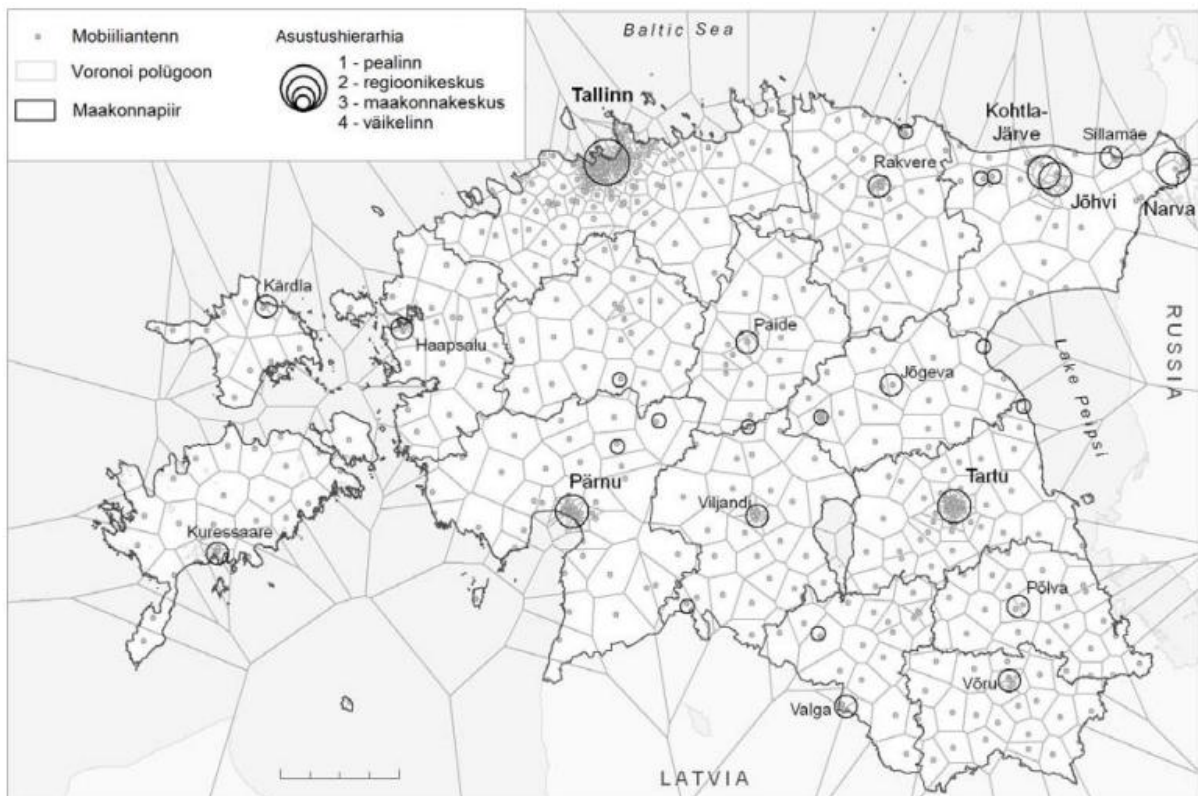 Mobiiliantenn
Voronoi polügoon
Maakonnapiir
Asustushierarhia
1 - pealinn
2 - regioonikeskus
3 - maakonnakeskus
4 - väikelinn
Baltic Sea
Tallinn
Kohtla-
Järve
Sillamäe
Rakvere
Jõhvi
Narva
Kärdla
Haapsalu
Paide
Jõgeva
RUSSIA
Lake Peipsi
Pärnu
Viljandi
Tartu
Kuressaare
Põlva
Võru
Valga
LATVIA